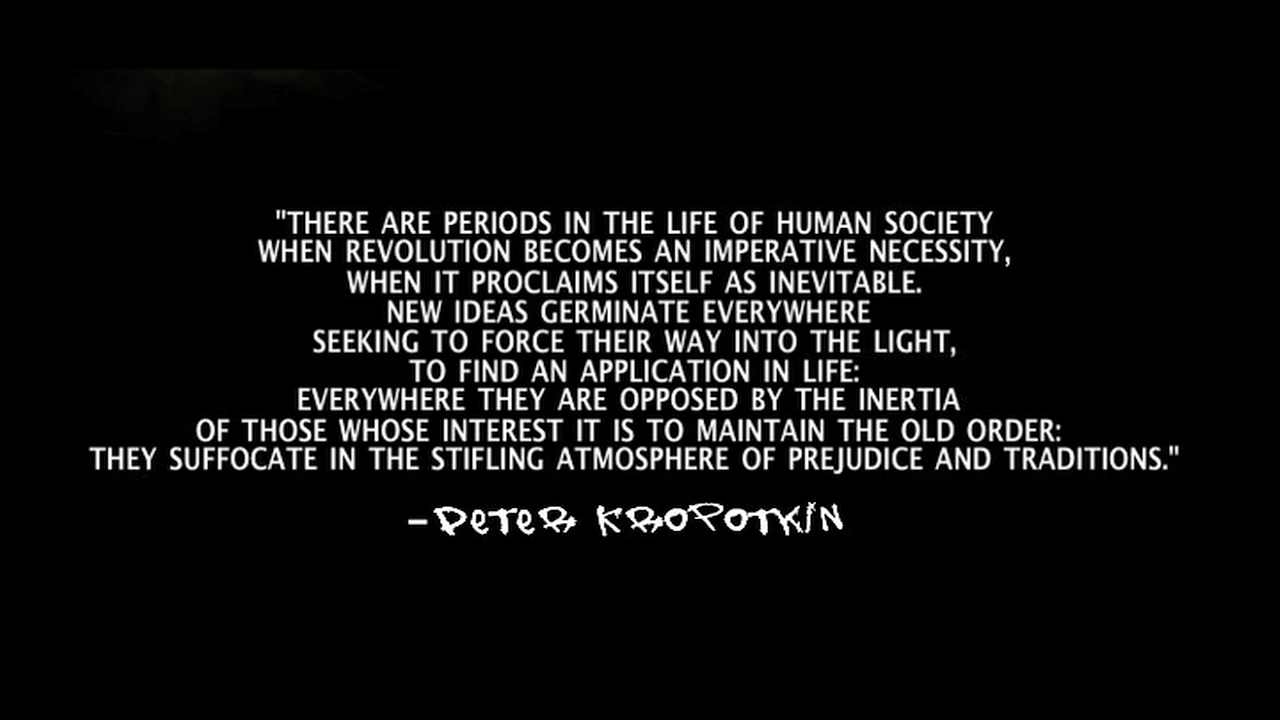 "THERE ARE PERIODS IN THE LIFE OF HUMAN SOCIETY
WHEN REVOLUTION BECOMES AN IMPERATIVE NECESSITY,
WHEN IT PROCLAIMS ITSELF AS INEVITABLE.
NEW IDEAS GERMINATE EVERYWHERE
SEEKING TO FORCE THEIR WAY INTO THE LIGHT,
TO FIND AN APPLICATION IN LIFE:
EVERYWHERE THEY ARE OPPOSED BY THE INERTIA
OF THOSE WHOSE INTEREST IT IS TO MAINTAIN THE OLD ORDER:
THEY SUFFOCATE IN THE STIFLING ATMOSPHERE OF PREJUDICE AND TRADITIONS."
–PETER KROPOTKIN